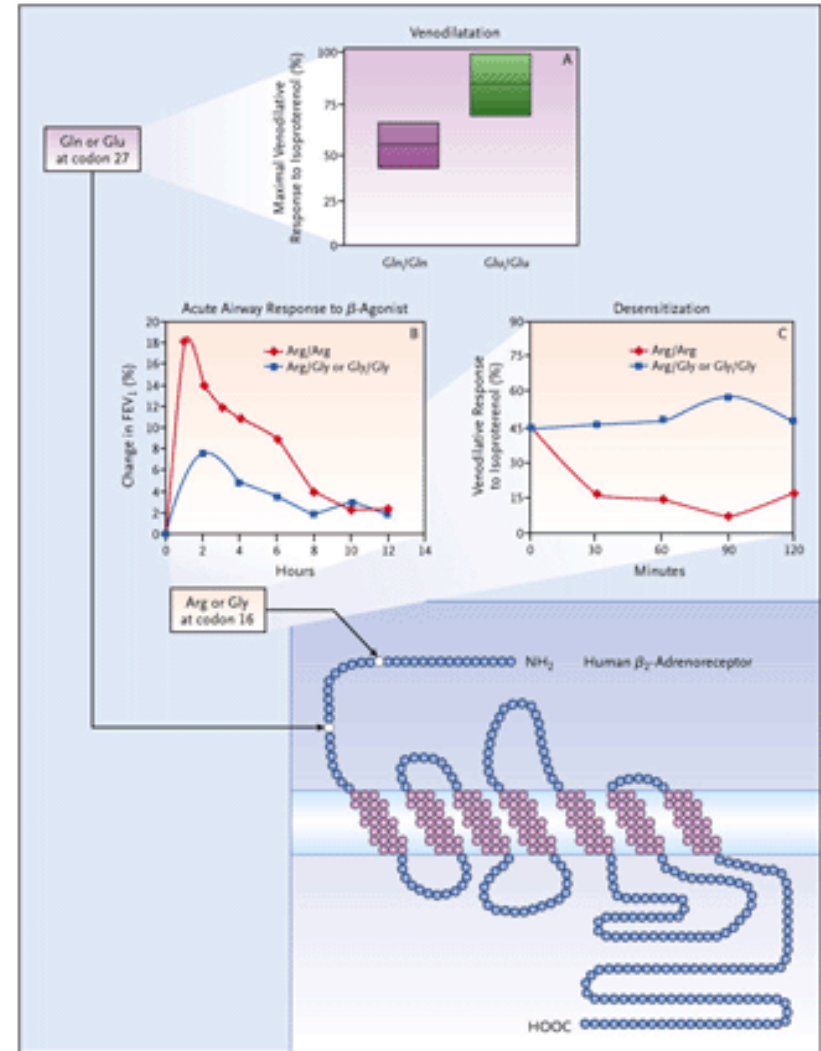 Venodilatation
Maximal Venodilative
Response to Isoproterenol (%)
100
75
50
25
0
A
Gln/Gln
Glu/Glu
Gln or Glu
at codon 27
Acute Airway Response to β-Agonist
Change in FEV₁ (%)
20
18
16
14
12
10
8
6
4
2
0
B
Arg/Arg
Arg/Gly or Gly/Gly
0
2
4
6
8
10
12
14
Hours
Desensitization
Venodilative Response
to Isoproterenol (%)
90
75
60
45
30
15
0
C
Arg/Arg
Arg/Gly or Gly/Gly
0
30
60
90
120
Minutes
Arg or Gly
at codon 16
NH₂
Human β₂-Adrenoreceptor
HOOC